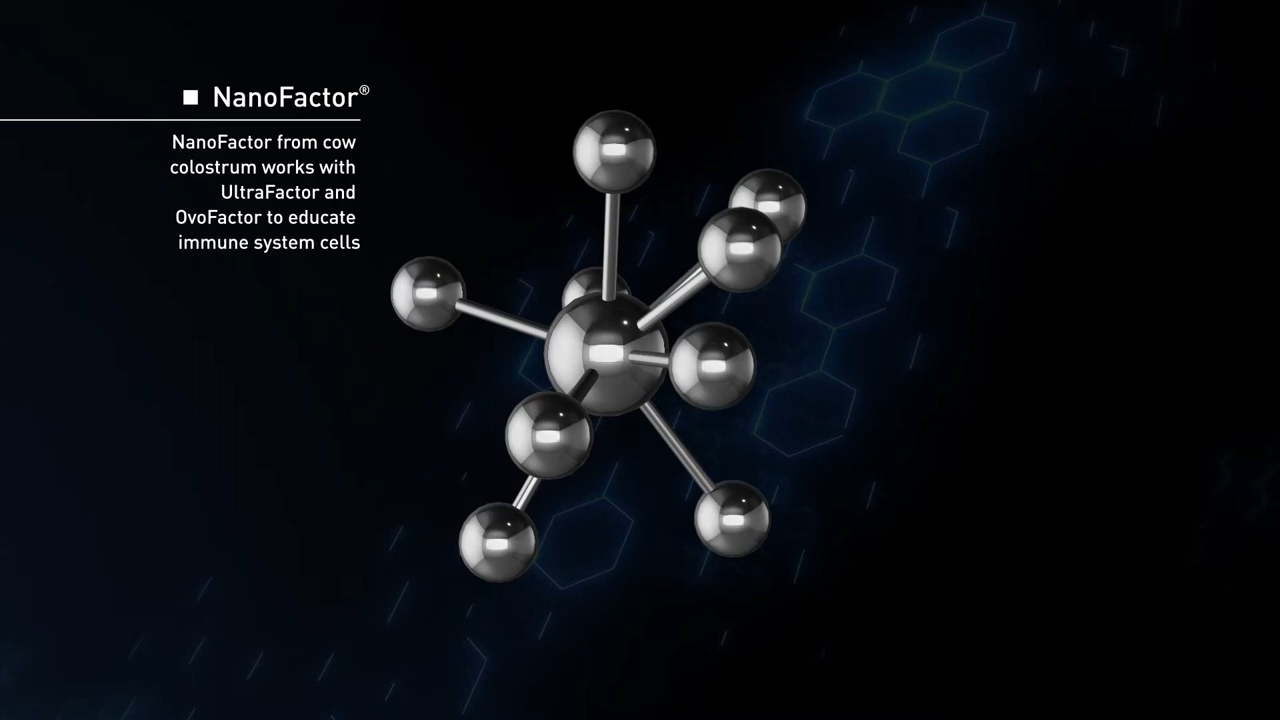 NanoFactor®
NanoFactor from cow
colostrum works with
UltraFactor and
OvoFactor to educate
immune system cells